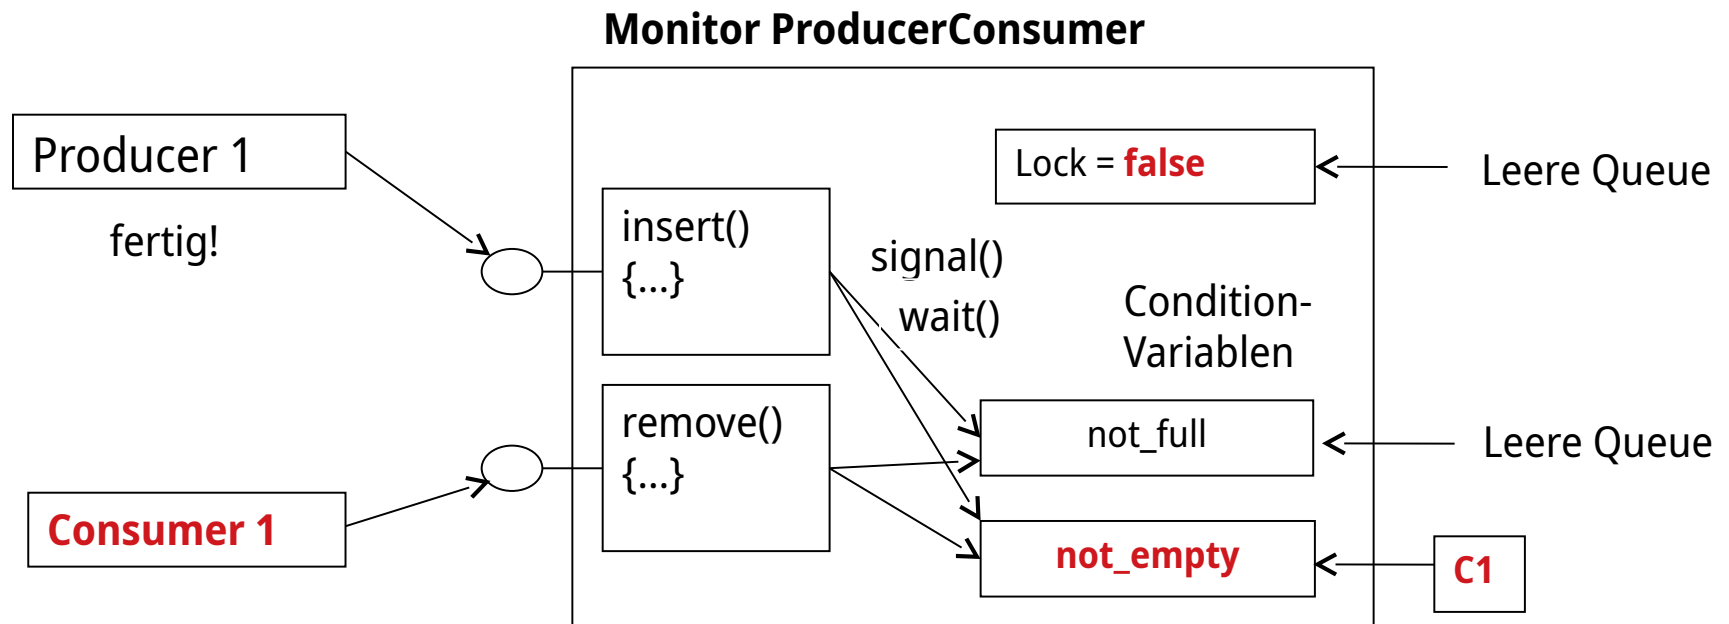 Monitor ProducerConsumer
Producer 1
fertig!
insert()
{...}
signal()
wait()
Lock = false
Leere Queue
Condition-
Variablen
remove()
{...}
not_full
Leere Queue
Consumer 1
not_empty
C1